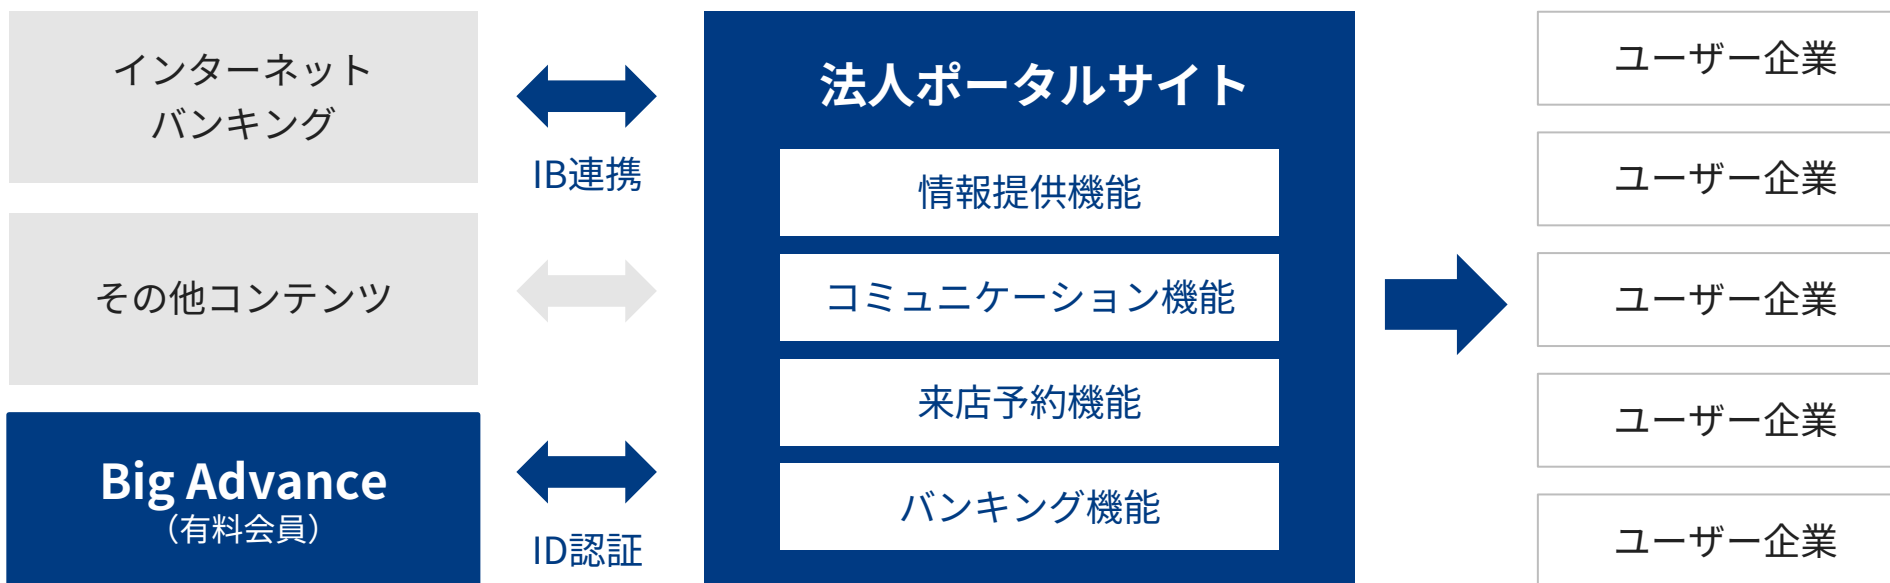 インターネット
バンキング
IB連携
その他コンテンツ
Big Advance
(有料会員)
ID認証
法人ポータルサイト
情報提供機能
コミュニケーション機能
来店予約機能
バンキング機能
ユーザー企業
ユーザー企業
ユーザー企業
ユーザー企業
ユーザー企業